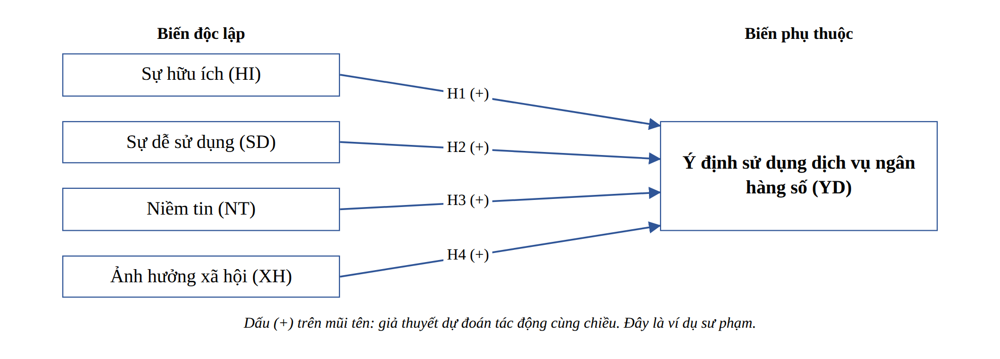 Biến độc lập
Biến phụ thuộc
Sự hữu ích (HI)
H1 (+)
Sự dễ sử dụng (SD)
H2 (+)
Ý định sử dụng dịch vụ ngân
hàng số (YD)
Niềm tin (NT)
H3 (+)
H4 (+)
Ảnh hưởng xã hội (XH)
Dấu (+) trên mũi tên: giả thuyết dự đoán tác động cùng chiều. Đây là ví dụ sư phạm.